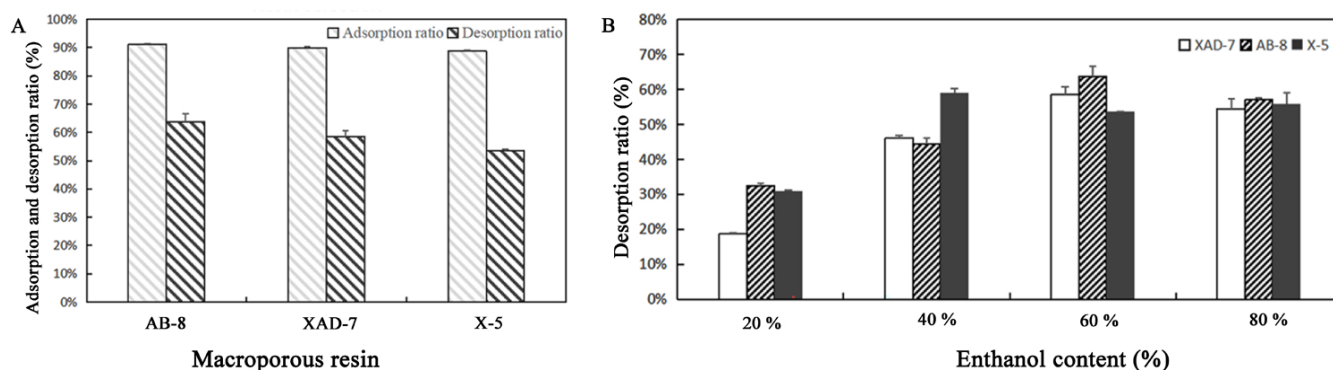 A
Adsorption and desorption ratio (%)
100%
90%
80%
70%
60%
50%
40%
30%
20%
10%
0%
Adsorption ratio Desorption ratio
AB-8 XAD-7 X-5
Macroporous resin
B
Desorption ratio (%)
80%
70%
60%
50%
40%
30%
20%
10%
0%
XAD-7 AB-8 X-5
20 % 40 % 60 % 80 %
Enthanol content (%)